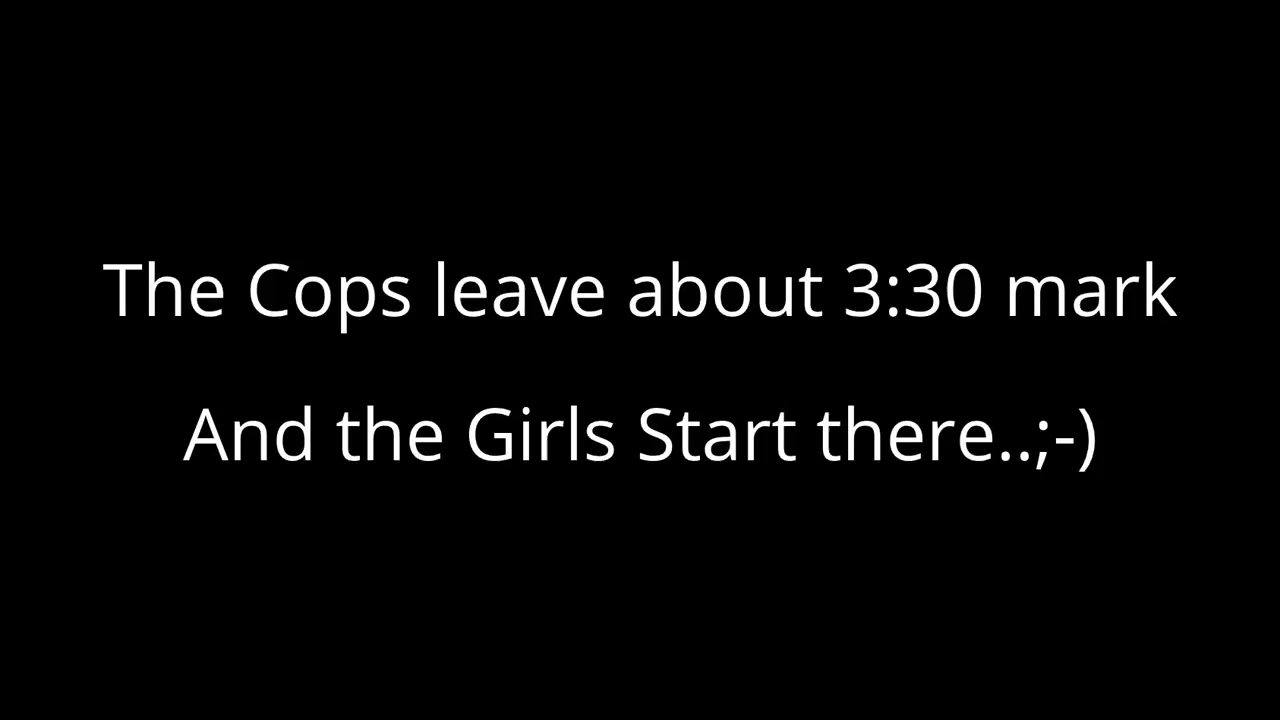 The Cops leave about 3:30 mark
And the Girls Start there..;-)